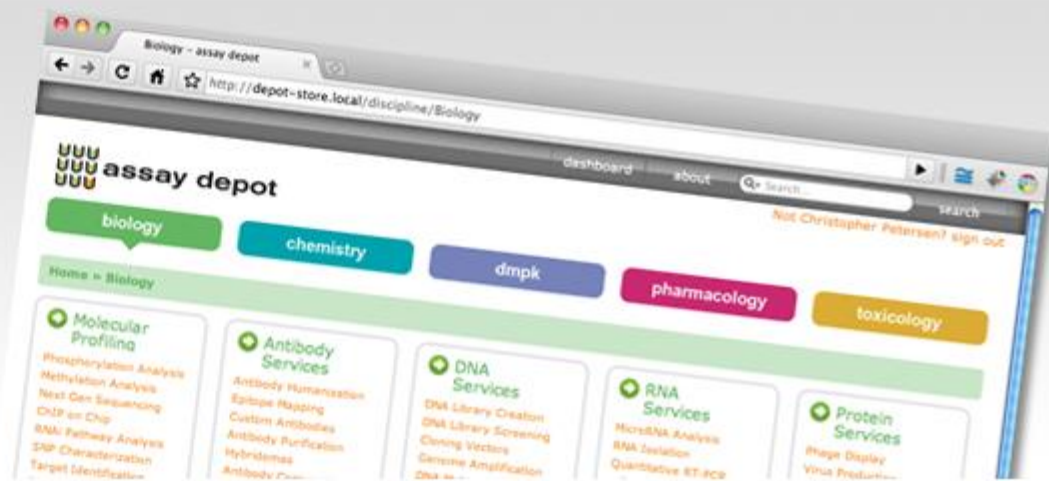 Biology - assay depot
http://depot-store.local/discipline/Biology
dashboard
about
Search...
search
assay depot
Not Christopher Petersen? sign out
biology
chemistry
dmpk
pharmacology
toxicology
Home » Biology
Molecular
Profiling
Phosphorylation Analysis
Methylation Analysis
Next Gen Sequencing
ChIP on Chip
RNAi Pathway Analysis
SNP Characterization
Target Identification
Antibody
Services
Antibody Humanization
Epitope Mapping
Custom Antibodies
Antibody Purification
Hybridomas
Antibody
DNA
Services
DNA Library Creation
DNA Library Screening
Cloning Vectors
Genome Amplification
DNA
RNA
Services
MicroRNA Analysis
RNA Isolation
Quantitative RT-PCR
Protein
Services
Phage Display
Virus Production